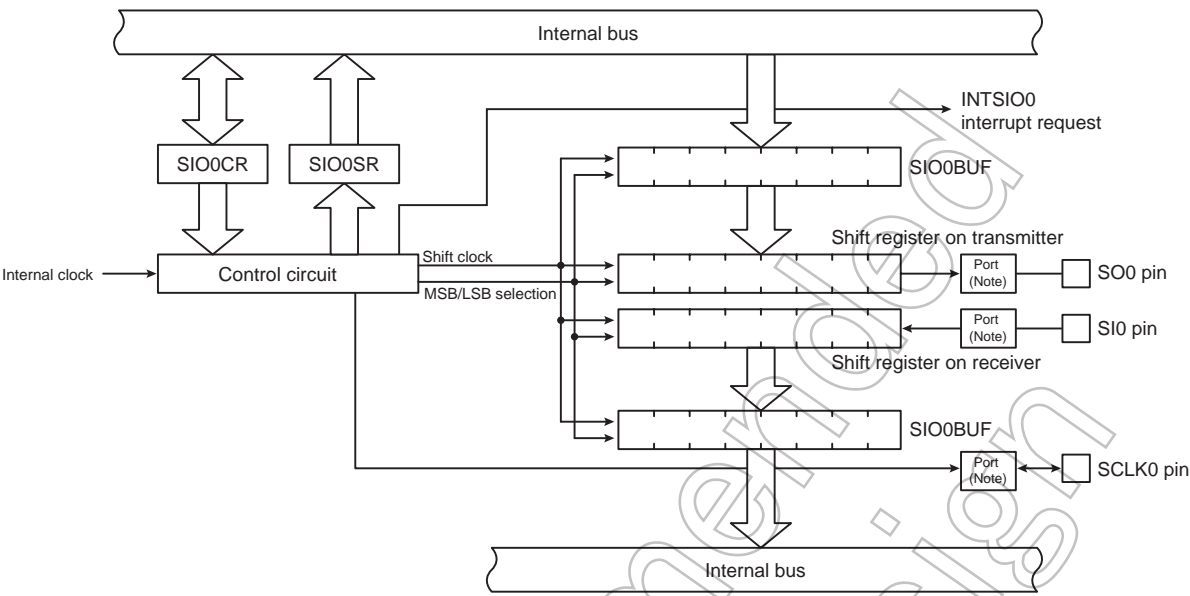 Internal bus
INTSIO0
interrupt request
SIO0CR
SIO0SR
SIO0BUF
Shift register on transmitter
Internal clock
Control circuit
Shift clock
MSB/LSB selection
Port
(Note)
SO0 pin
Port
(Note)
SI0 pin
Shift register on receiver
SIO0BUF
Port
(Note)
SCLK0 pin
Internal bus